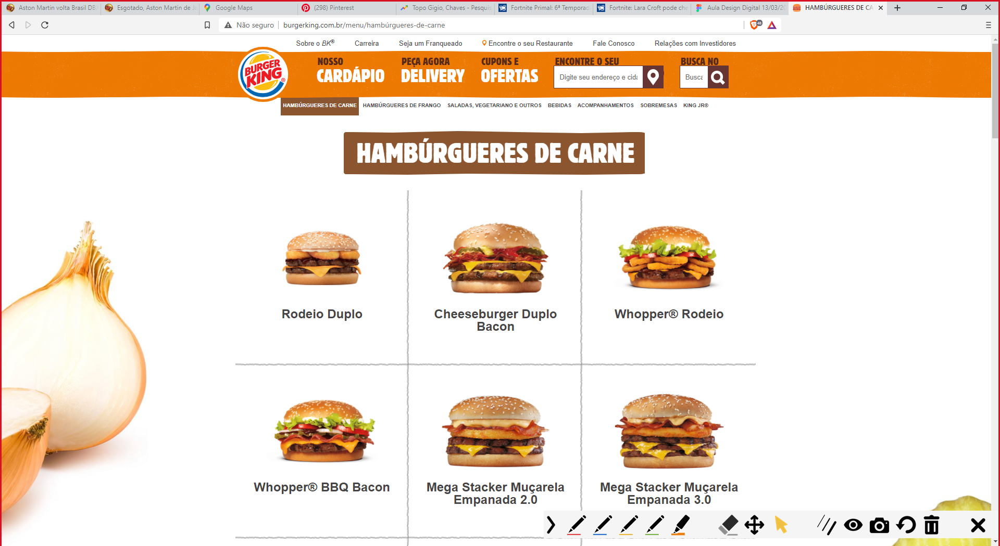 Aston Martin volta Brasil DB
Esgotado, Aston Martin de Ja
Google Maps
(298) Pinterest
Topo Gigio, Chaves - Pesquis
Fortnite Primal: 6ª Temporad
Fortnite: Lara Croft pode che
Aula Design Digital 13/03/20
HAMBÚRGUERES DE CA
Não seguro
burgerking.com.br/menu/hambúrgueres-de-carne
48
Sobre o BK®
Carreira
Seja um Franqueado
Encontre o seu Restaurante
Fale Conosco
Relações com Investidores
BURGER KING®
NOSSO
CARDÁPIO
PEÇA AGORA
DELIVERY
CUPONS E
OFERTAS
ENCONTRE O SEU
Digite seu endereço e cida
BUSCA NO
Busca
HAMBÚRGUERES DE CARNE
HAMBÚRGUERES DE FRANGO
SALADAS, VEGETARIANO E OUTROS
BEBIDAS
ACOMPANHAMENTOS
SOBREMESAS
KING JR®
HAMBÚRGUERES DE CARNE
Rodeio Duplo
Cheeseburger Duplo
Bacon
Whopper® Rodeio
Whopper® BBQ Bacon
Mega Stacker Muçarela
Empanada 2.0
Mega Stacker Muçarela
Empanada 3.0